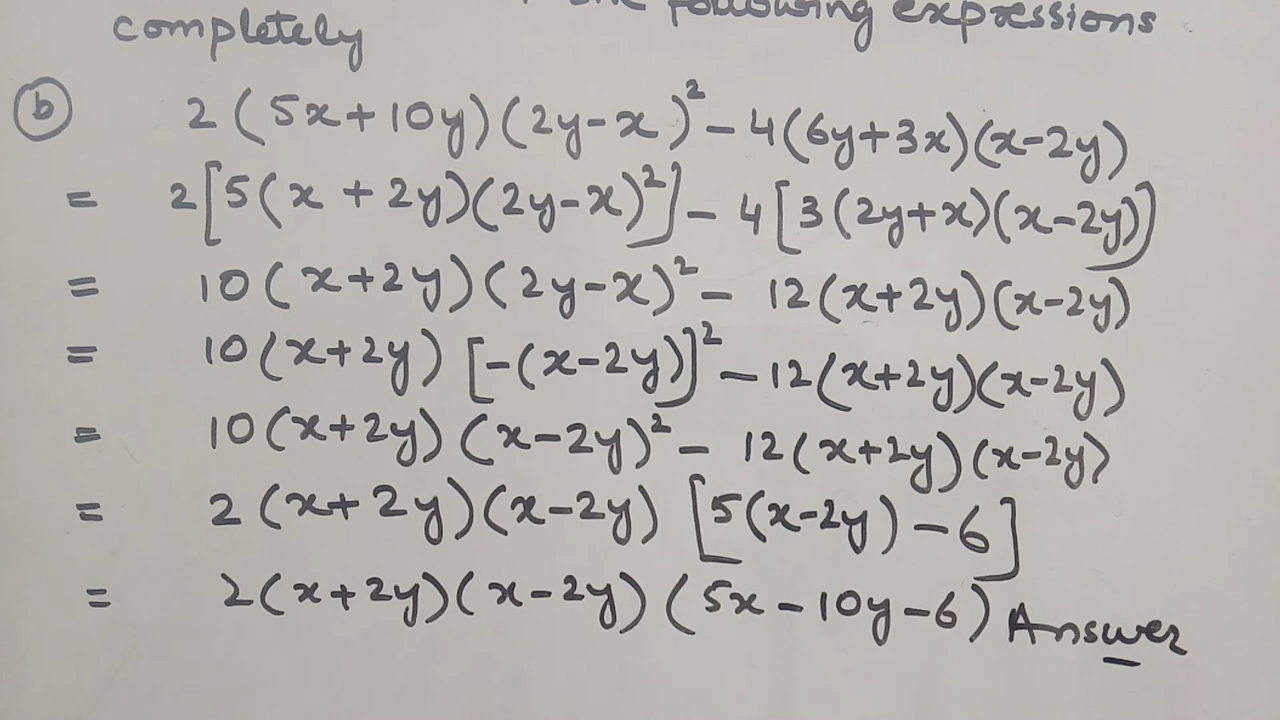 the following expressions
completely
b 2(5x+10y)(2y-x)² - 4(6y+3x)(x-2y)
= 2[5(x+2y)(2y-x)²] - 4[3(2y+x)(x-2y)]
= 10(x+2y)(2y-x)² - 12(x+2y)(x-2y)
= 10(x+2y)[-(x-2y)]² - 12(x+2y)(x-2y)
= 10(x+2y)(x-2y)² - 12(x+2y)(x-2y)
= 2(x+2y)(x-2y)[5(x-2y)-6]
= 2(x+2y)(x-2y)(5x-10y-6) Answer